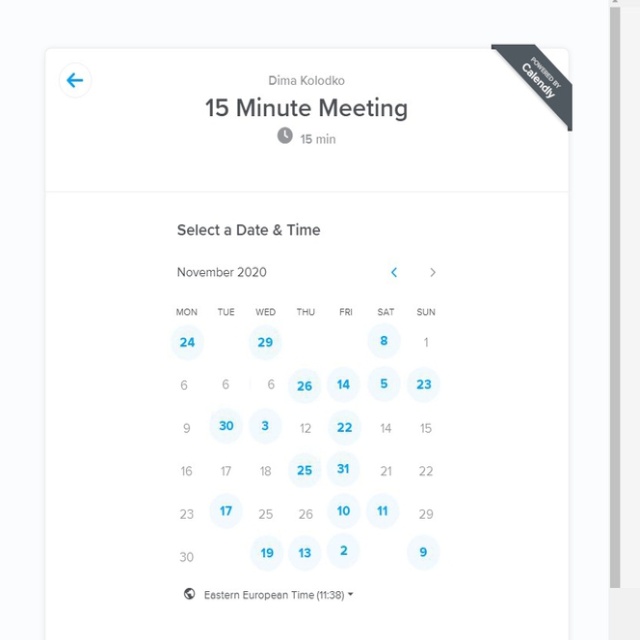 Dima Kolodko
POWERED BY
Calendly
15 Minute Meeting
15 min
Select a Date & Time
November 2020
MON TUE WED THU FRI SAT SUN
24 29 8 1
6 6 6 26 14 5 23
9 30 3 12 22 14 15
16 17 18 25 31 21 22
23 17 25 26 10 11 29
30 19 13 2 9
Eastern European Time (11:38)